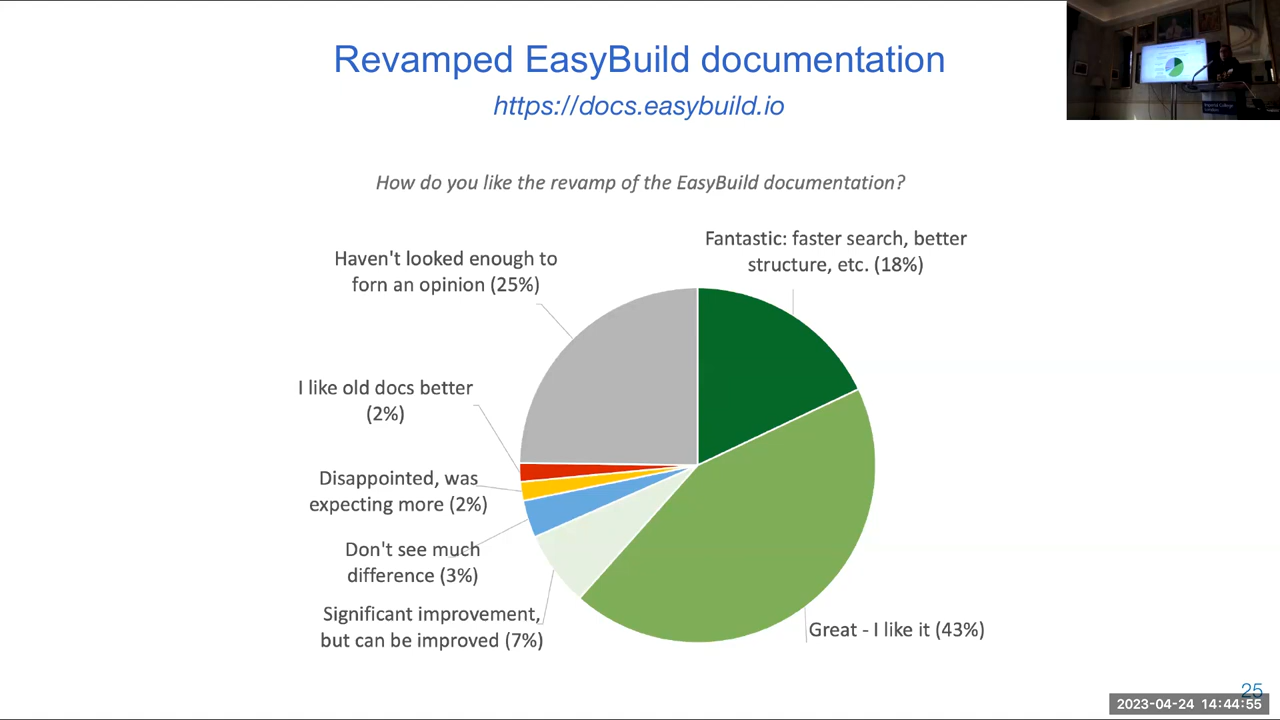 Revamped EasyBuild documentation
https://docs.easybuild.io
How do you like the revamp of the EasyBuild documentation?
Fantastic: faster search, better
structure, etc. (18%)
Haven't looked enough to
forn an opinion (25%)
I like old docs better
(2%)
Disappointed, was
expecting more (2%)
Don't see much
difference (3%)
Significant improvement,
but can be improved (7%)
Great - I like it (43%)
25
2023-04-24 14:44:55